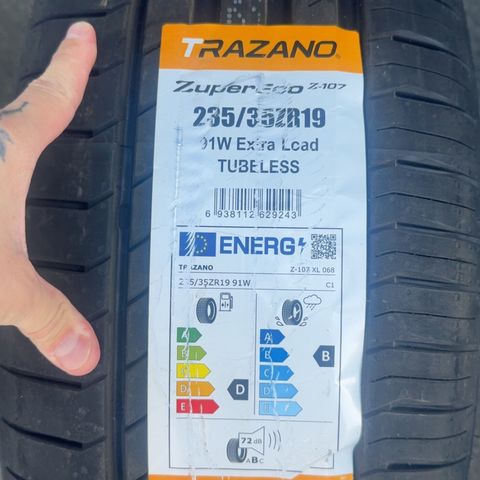 TRAZANO
ZuperEco Z-107
235/35ZR19
91W Extra Load
TUBELESS
6 938112 629243
ENERG
TRAZANO
Z-107 XL 068
235/35ZR19 91W
C1
A
B
C
D
E
D
A
B
C
D
E
B
72 dB
ABC